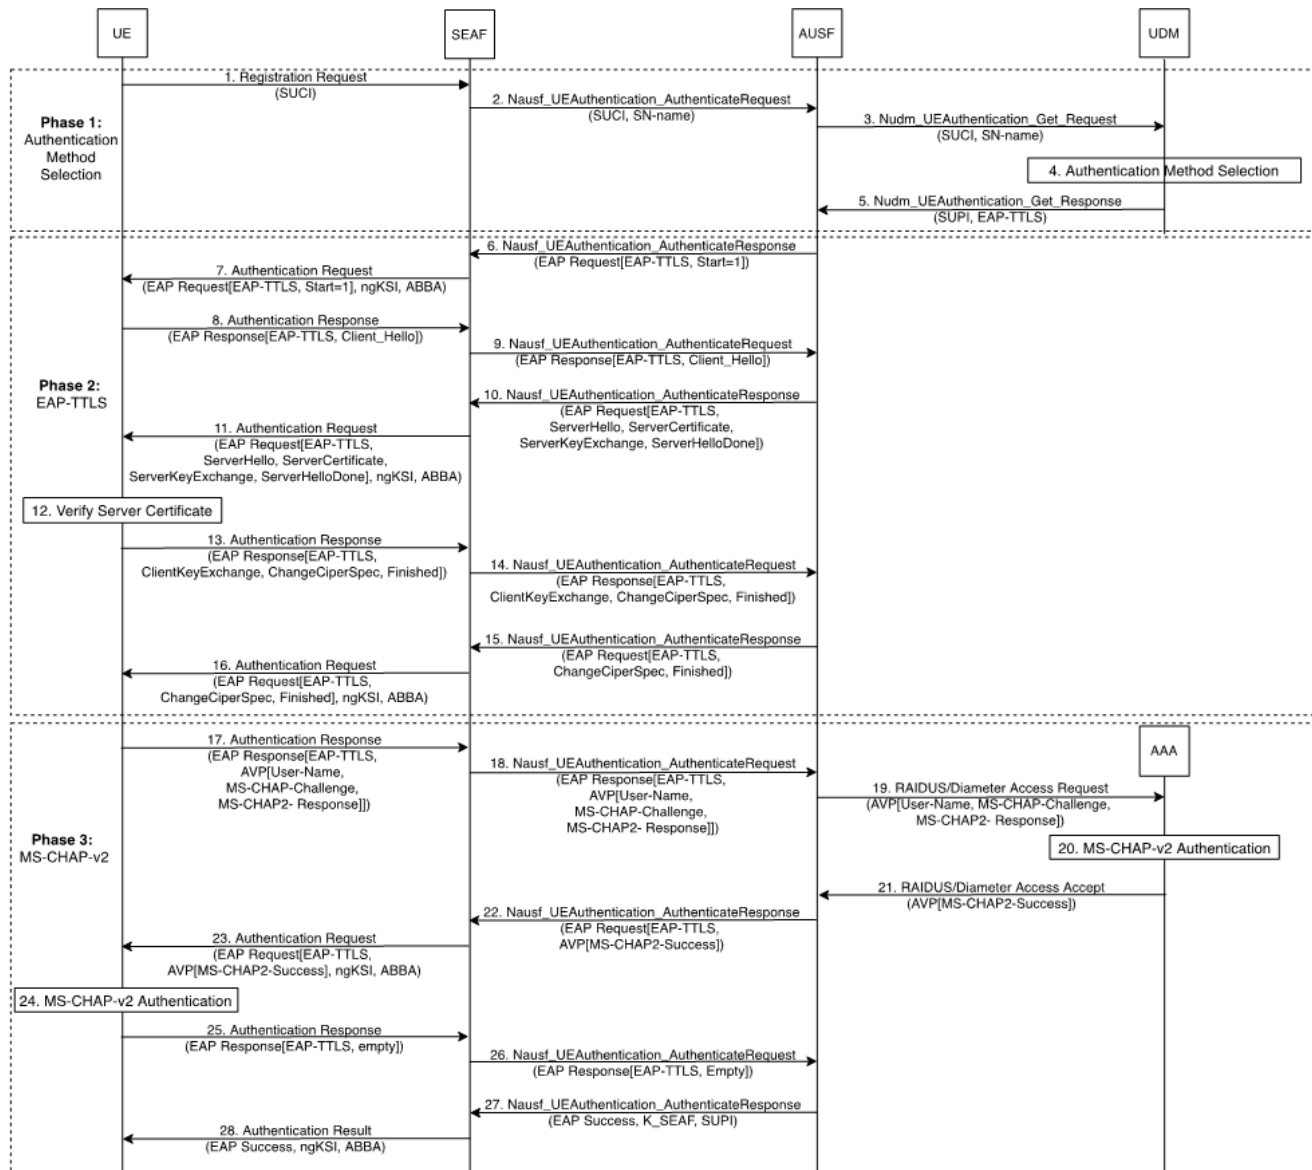 UE
SEAF
AUSF
UDM
Phase 1:
Authentication
Method
Selection
1. Registration Request
(SUCI)
2. Nausf_UEAuthentication_AuthenticateRequest
(SUCI, SN-name)
3. Nudm_UEAuthentication_Get_Request
(SUCI, SN-name)
4. Authentication Method Selection
5. Nudm_UEAuthentication_Get_Response
(SUPI, EAP-TTLS)
Phase 2:
EAP-TTLS
6. Nausf_UEAuthentication_AuthenticateResponse
(EAP Request[EAP-TTLS, Start=1])
7. Authentication Request
(EAP Request[EAP-TTLS, Start=1], ngKSI, ABBA)
8. Authentication Response
(EAP Response[EAP-TTLS, Client_Hello])
9. Nausf_UEAuthentication_AuthenticateRequest
(EAP Response[EAP-TTLS, Client_Hello])
10. Nausf_UEAuthentication_AuthenticateResponse
(EAP Request[EAP-TTLS,
ServerHello, ServerCertificate,
ServerKeyExchange, ServerHelloDone])
11. Authentication Request
(EAP Request[EAP-TTLS,
ServerHello, ServerCertificate,
ServerKeyExchange, ServerHelloDone], ngKSI, ABBA)
12. Verify Server Certificate
13. Authentication Response
(EAP Response[EAP-TTLS,
ClientKeyExchange, ChangeCiperSpec, Finished])
14. Nausf_UEAuthentication_AuthenticateRequest
(EAP Response[EAP-TTLS,
ClientKeyExchange, ChangeCiperSpec, Finished])
15. Nausf_UEAuthentication_AuthenticateResponse
(EAP Request[EAP-TTLS,
ChangeCiperSpec, Finished])
16. Authentication Request
(EAP Request[EAP-TTLS,
ChangeCiperSpec, Finished], ngKSI, ABBA)
Phase 3:
MS-CHAP-v2
AAA
17. Authentication Response
(EAP Response[EAP-TTLS,
AVP[User-Name,
MS-CHAP-Challenge,
MS-CHAP2- Response]])
18. Nausf_UEAuthentication_AuthenticateRequest
(EAP Response[EAP-TTLS,
AVP[User-Name,
MS-CHAP-Challenge,
MS-CHAP2- Response]])
19. RAIDUS/Diameter Access Request
(AVP[User-Name, MS-CHAP-Challenge,
MS-CHAP2- Response])
20. MS-CHAP-v2 Authentication
21. RAIDUS/Diameter Access Accept
(AVP[MS-CHAP2-Success])
22. Nausf_UEAuthentication_AuthenticateResponse
(EAP Request[EAP-TTLS,
AVP[MS-CHAP2-Success])
23. Authentication Request
(EAP Request[EAP-TTLS,
AVP[MS-CHAP2-Success], ngKSI, ABBA)
24. MS-CHAP-v2 Authentication
25. Authentication Response
(EAP Response[EAP-TTLS, empty])
26. Nausf_UEAuthentication_AuthenticateRequest
(EAP Response[EAP-TTLS, Empty])
27. Nausf_UEAuthentication_AuthenticateResponse
(EAP Success, K_SEAF, SUPI)
28. Authentication Result
(EAP Success, ngKSI, ABBA)